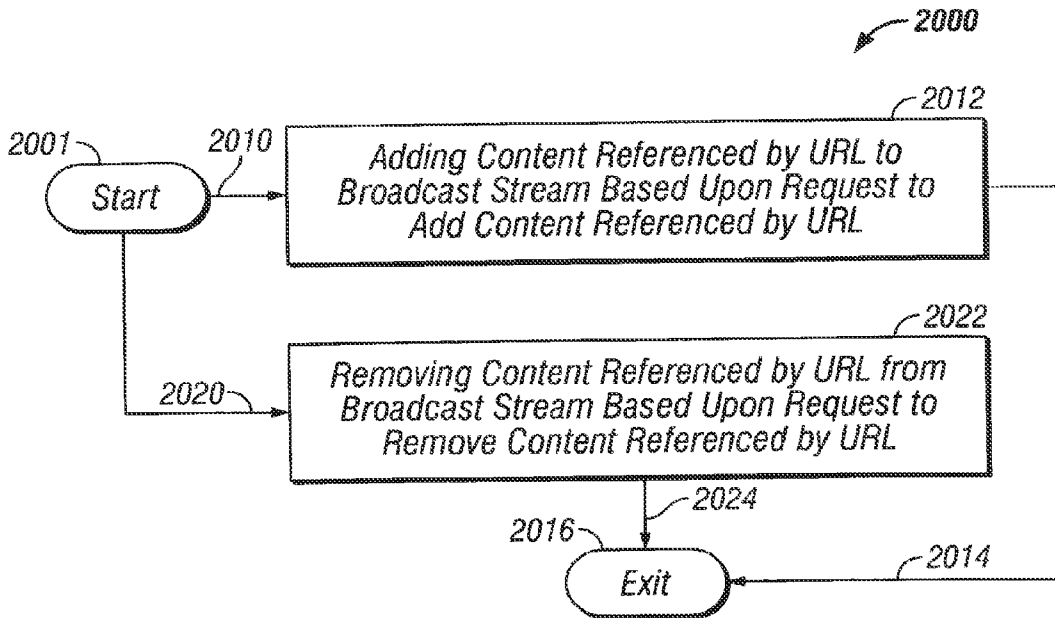 2000
2012
2001
2010
Start
Adding Content Referenced by URL to
Broadcast Stream Based Upon Request to
Add Content Referenced by URL
2022
2020
Removing Content Referenced by URL from
Broadcast Stream Based Upon Request to
Remove Content Referenced by URL
2024
2016
2014
Exit